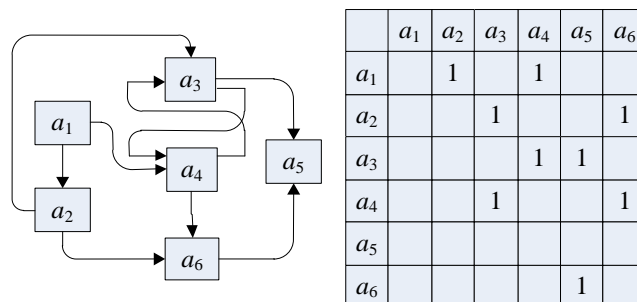 a₃
a₁
a₄
a₅
a₂
a₆
a₁ a₂ a₃ a₄ a₅ a₆
a₁ 1 1
a₂ 1 1
a₃ 1 1
a₄ 1 1
a₅
a₆ 1